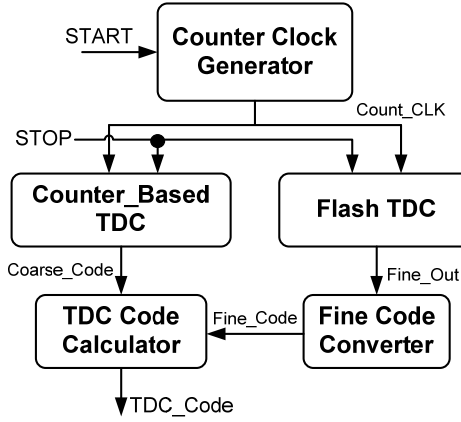 START
Counter Clock
Generator
Count_CLK
STOP
Counter_Based
TDC
Flash TDC
Coarse_Code
Fine_Out
TDC Code
Calculator
Fine_Code
Fine Code
Converter
TDC_Code